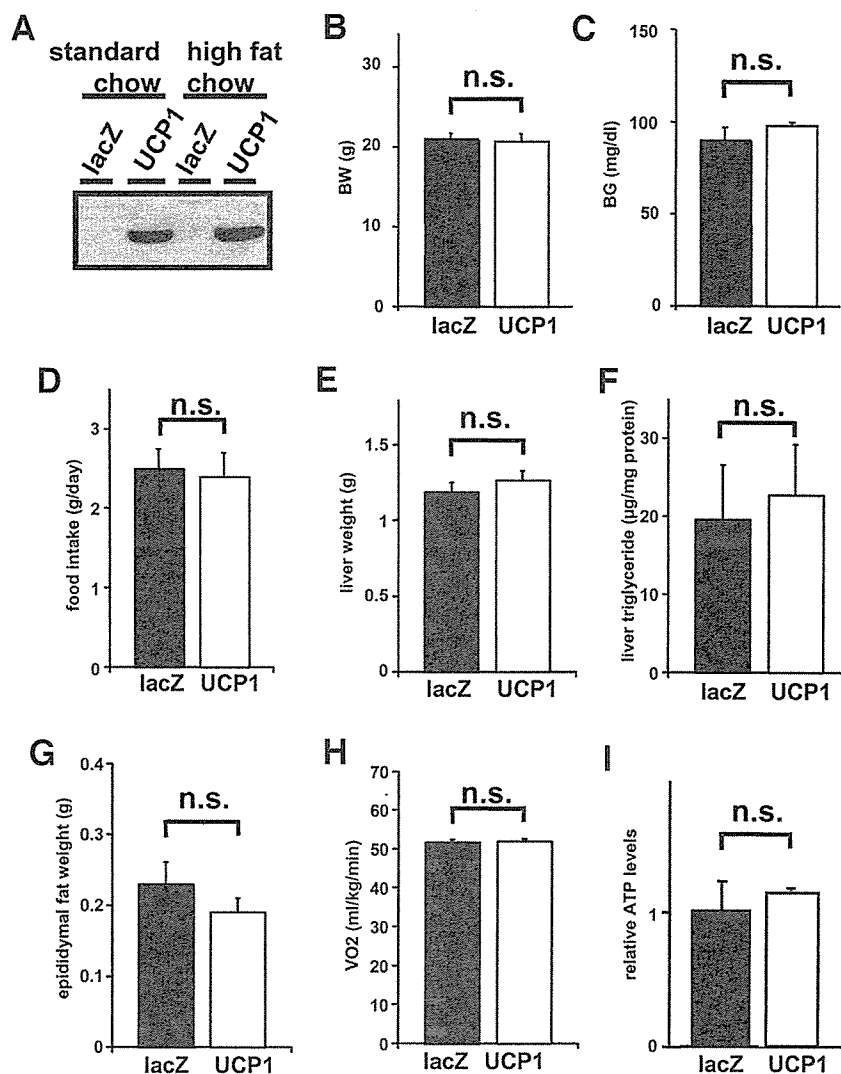 A
standard chow
high fat chow
lacZ
UCP1
lacZ
UCP1
B
n.s.
BW (g)
30
20
10
0
lacZ
UCP1
C
n.s.
BG (mg/dl)
150
100
50
0
lacZ
UCP1
D
n.s.
food intake (g/day)
3
2
1
0
lacZ
UCP1
E
n.s.
liver weight (g)
1.5
1
0.5
0
lacZ
UCP1
F
n.s.
liver triglyceride (µg/mg protein)
30
20
10
0
lacZ
UCP1
G
n.s.
epididymal fat weight (g)
0.4
0.3
0.2
0.1
0
lacZ
UCP1
H
n.s.
VO2 (ml/kg/min)
70
60
50
40
30
20
10
0
lacZ
UCP1
I
n.s.
relative ATP levels
1
0
lacZ
UCP1